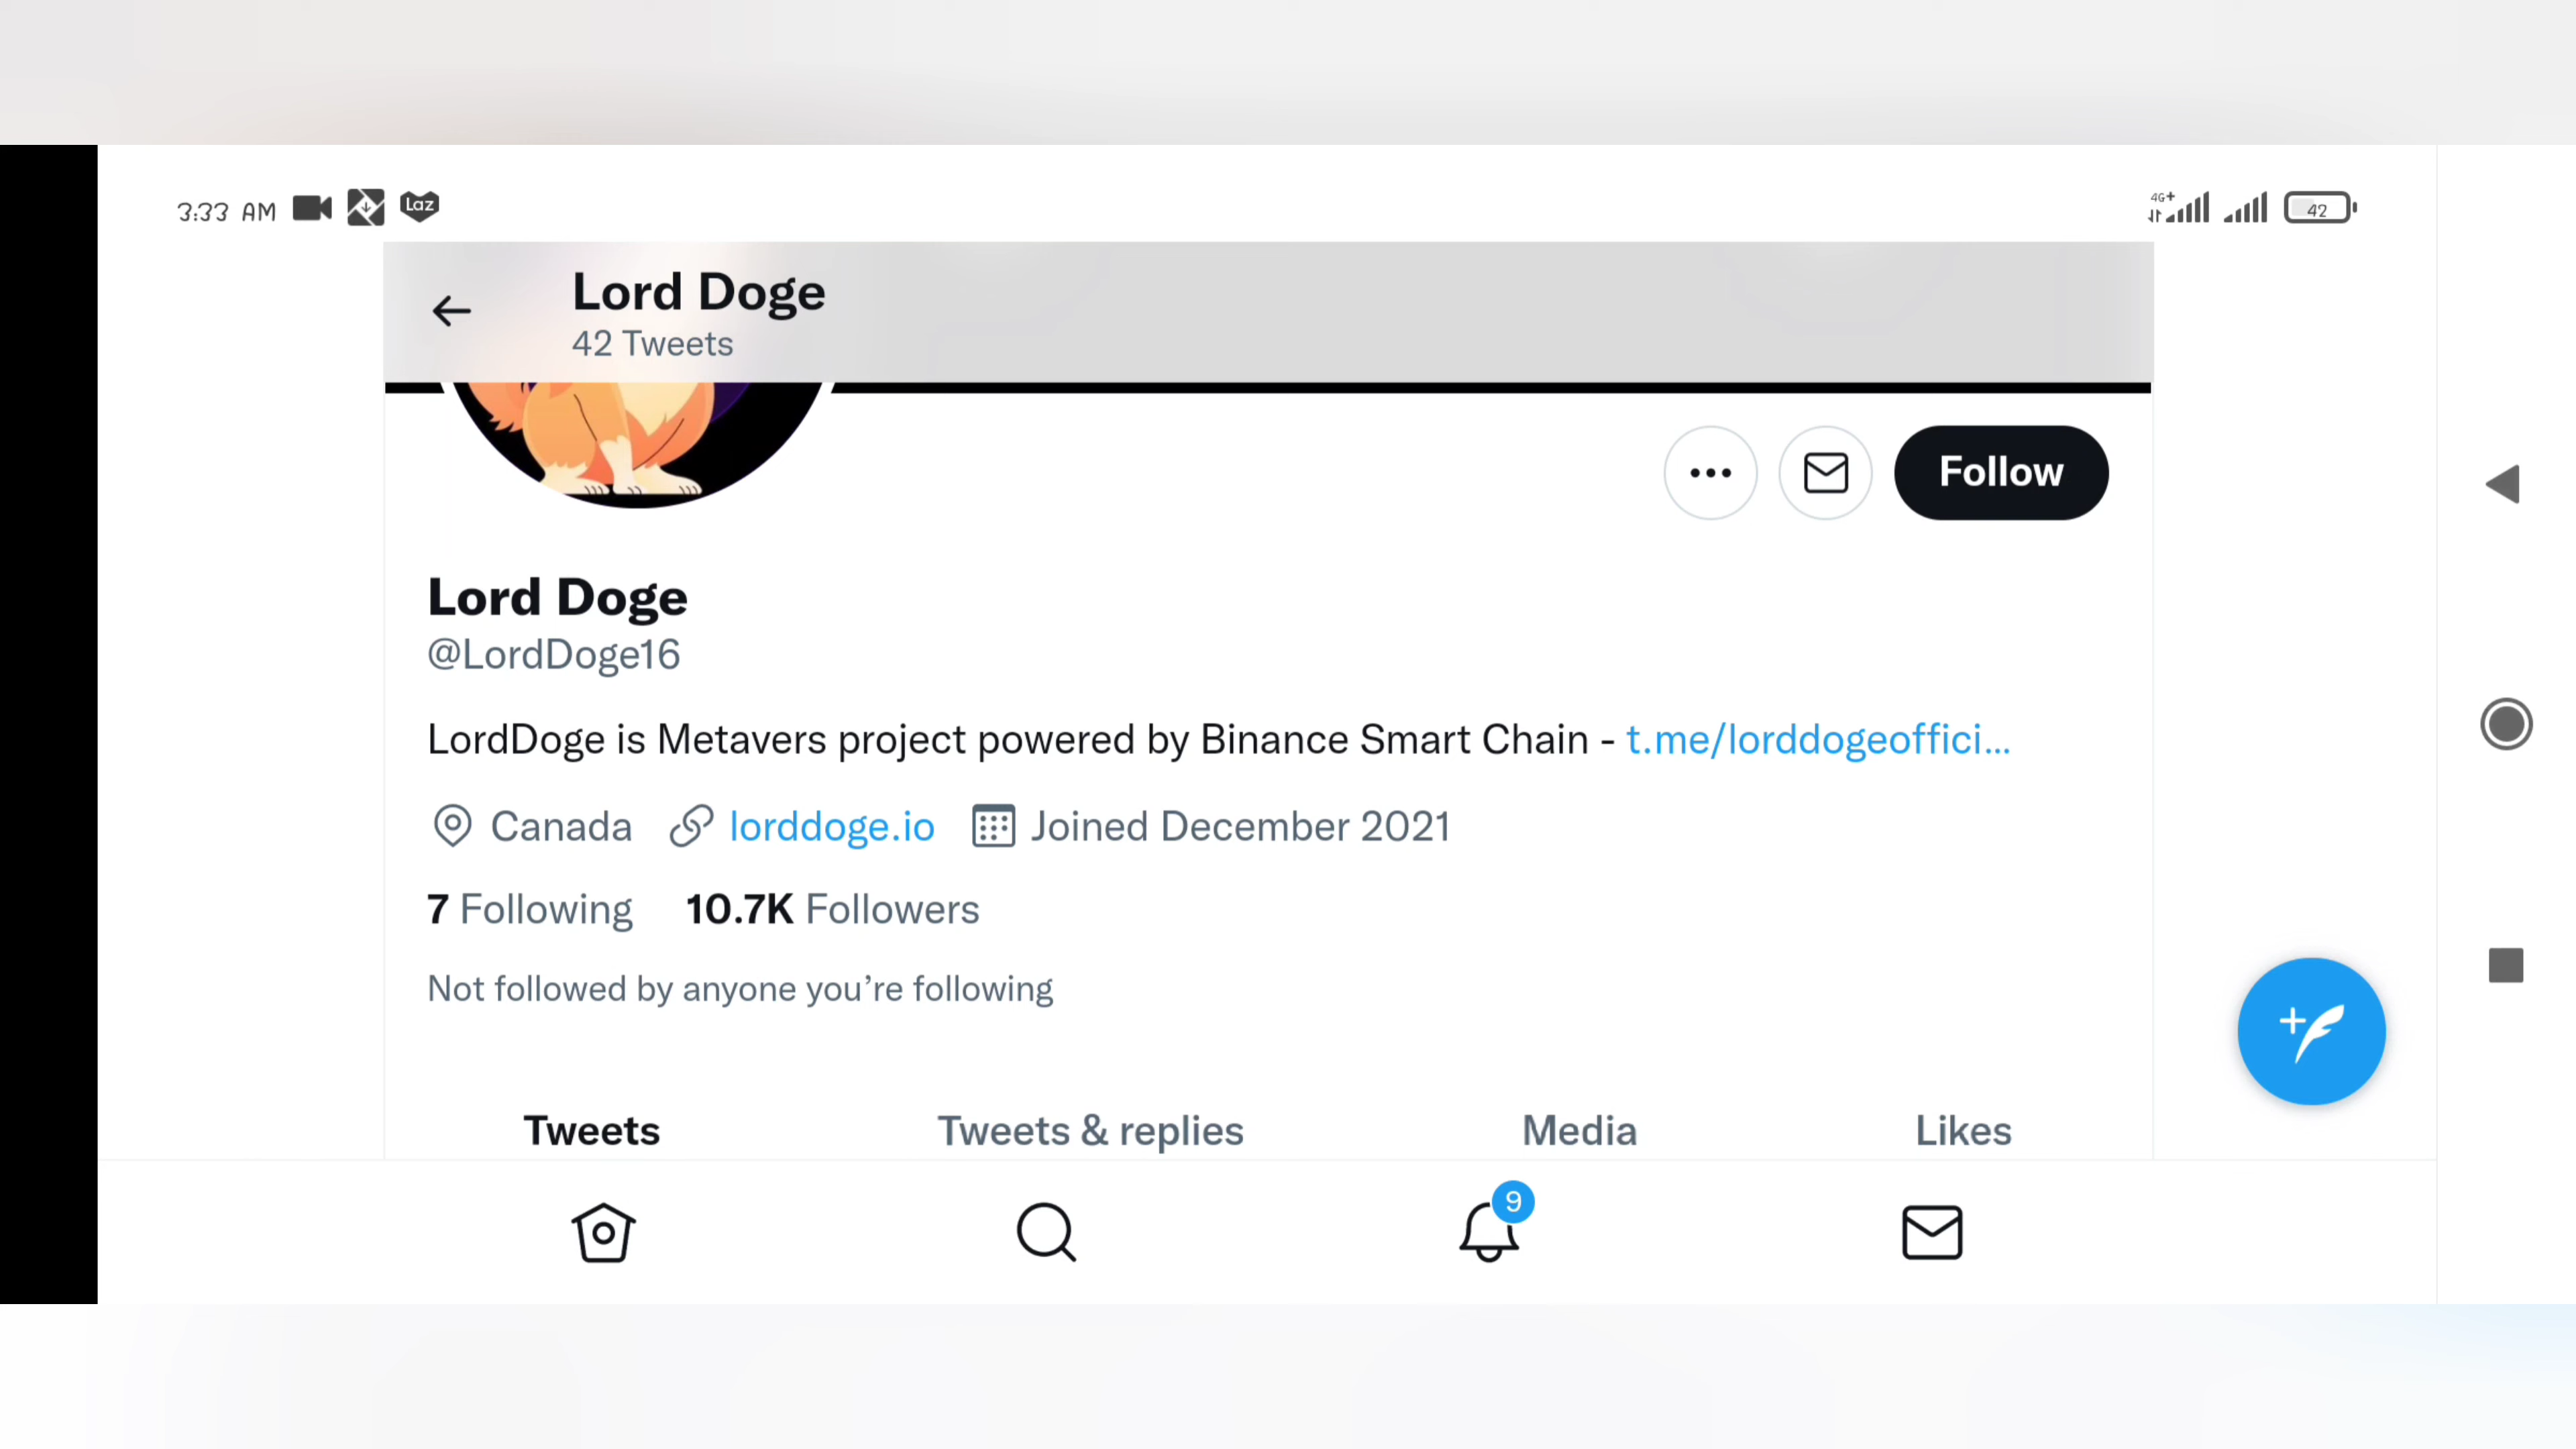 3:33 AM Laz 4G+ 42
Lord Doge
42 Tweets
Follow
Lord Doge
@LordDoge16
LordDoge is Metavers project powered by Binance Smart Chain - t.me/lorddogeoffici...
Canada lorddoge.io Joined December 2021
7 Following 10.7K Followers
Not followed by anyone you're following
Tweets Tweets & replies Media Likes
9